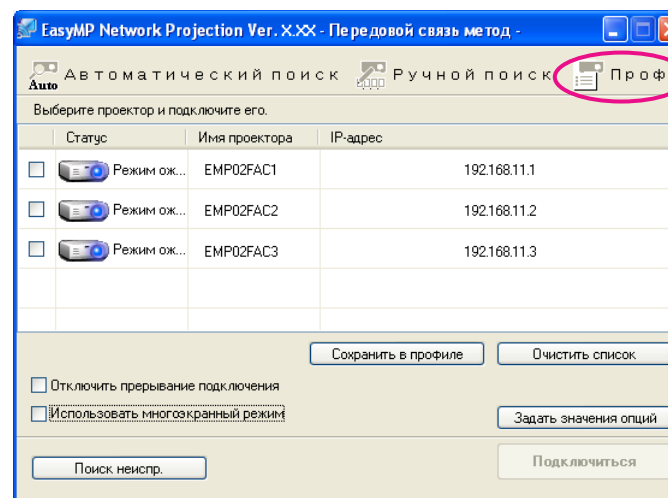 EasyMP Network Projection Ver. X.XX - Передовой связь метод -
Auto Автоматический поиск Ручной поиск Проф
Выберите проектор и подключите его.
Статус Имя проектора IP-адрес
Режим ож... EMP02FAC1 192.168.11.1
Режим ож... EMP02FAC2 192.168.11.2
Режим ож... EMP02FAC3 192.168.11.3
Сохранить в профиле Очистить список
Отключить прерывание подключения
Использовать многоэкранный режим
Задать значения опций
Поиск неиспр. Подключиться